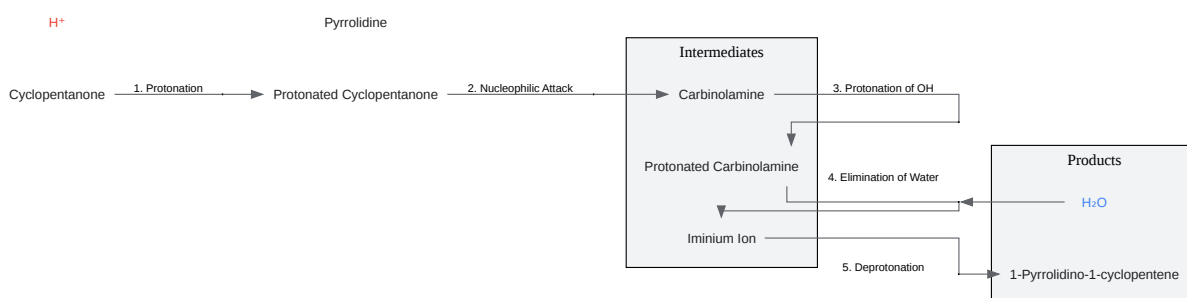 H⁺
Pyrrolidine
Intermediates
Cyclopentanone
1. Protonation
Protonated Cyclopentanone
2. Nucleophilic Attack
Carbinolamine
3. Protonation of OH
Protonated Carbinolamine
Products
4. Elimination of Water
H₂O
Iminium Ion
5. Deprotonation
1-Pyrrolidino-1-cyclopentene